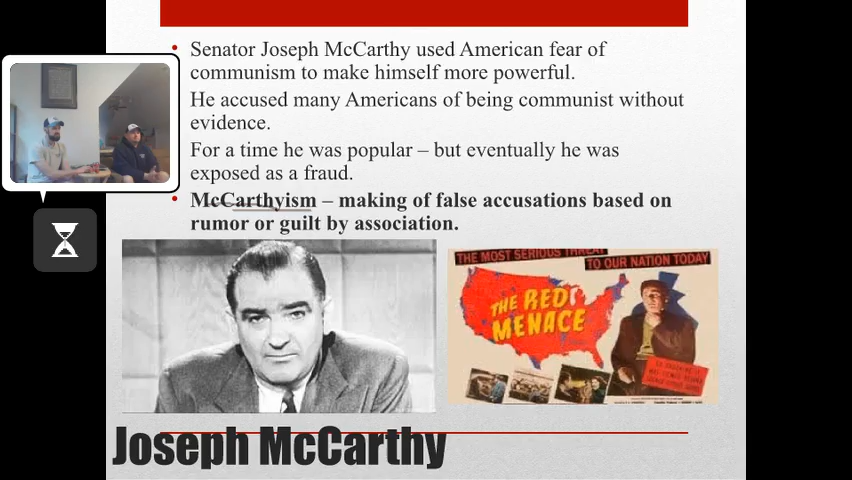 Senator Joseph McCarthy used American fear of
communism to make himself more powerful.
He accused many Americans of being communist without
evidence.
For a time he was popular – but eventually he was
exposed as a fraud.
McCarthyism – making of false accusations based on
rumor or guilt by association.
THE MOST SERIOUS THREAT
TO OUR NATION TODAY
THE RED
MENACE
Joseph McCarthy